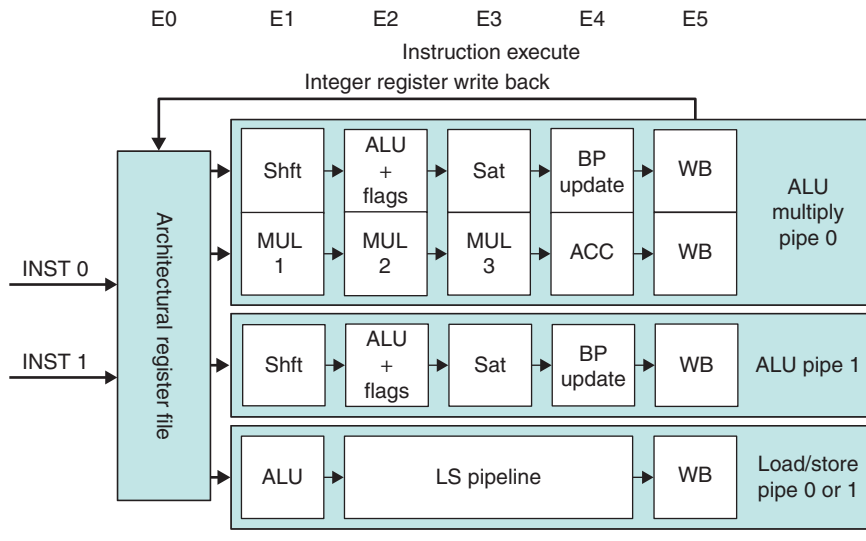 E0 E1 E2 E3 E4 E5
Instruction execute
Integer register write back
INST 0
INST 1
Architectural register file
Shft
ALU
+
flags
Sat
BP
update
WB
MUL
1
MUL
2
MUL
3
ACC
WB
ALU
multiply
pipe 0
Shft
ALU
+
flags
Sat
BP
update
WB
ALU pipe 1
ALU
LS pipeline
WB
Load/store
pipe 0 or 1